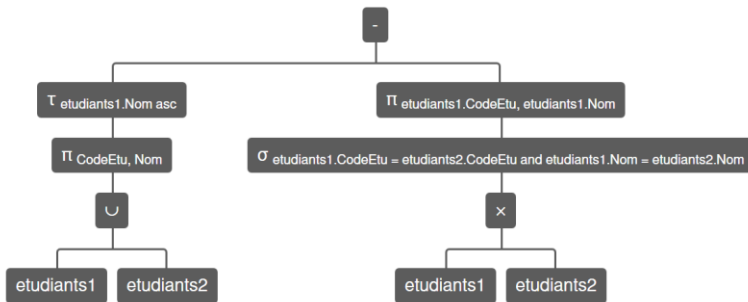 -
τ etudiants1.Nom asc
π etudiants1.CodeEtu, etudiants1.Nom
π CodeEtu, Nom
σ etudiants1.CodeEtu = etudiants2.CodeEtu and etudiants1.Nom = etudiants2.Nom
∪
×
etudiants1
etudiants2
etudiants1
etudiants2